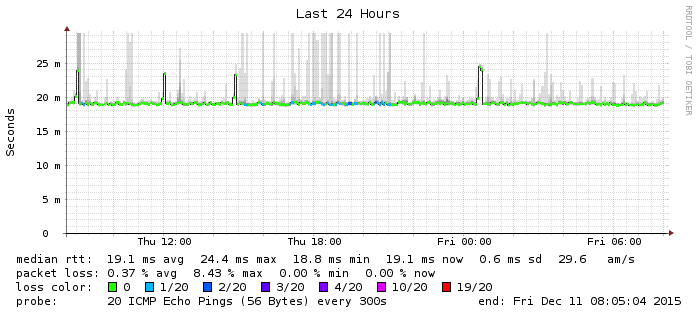 Last 24 Hours
RRDTOOL / TOBI OETIKER
Seconds
25 m
20 m
15 m
10 m
5 m
0
Thu 12:00 Thu 18:00 Fri 00:00 Fri 06:00
median rtt: 19.1 ms avg 24.4 ms max 18.8 ms min 19.1 ms now 0.6 ms sd 29.6 am/s
packet loss: 0.37 % avg 8.43 % max 0.00 % min 0.00 % now
loss color: 0 1/20 2/20 3/20 4/20 10/20 19/20
probe: 20 ICMP Echo Pings (56 Bytes) every 300s end: Fri Dec 11 08:05:04 2015